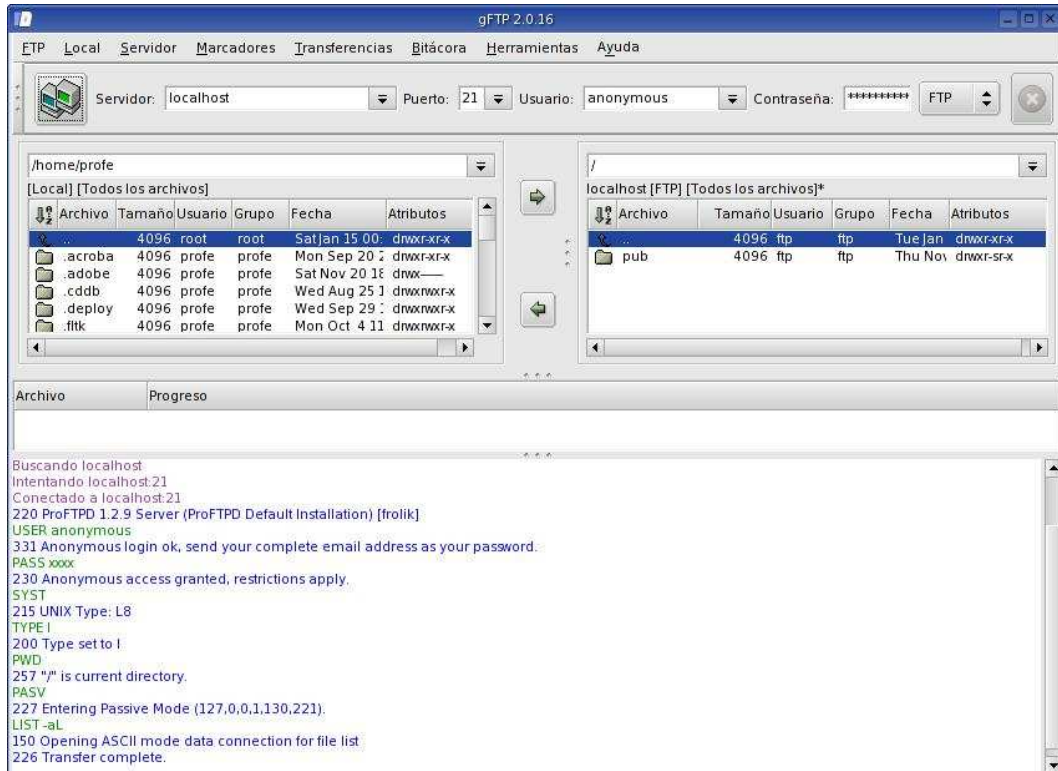 gFTP 2.0.16
FTP Local Servidor Marcadores Transferencias Bitácora Herramientas Ayuda
Servidor: localhost Puerto: 21 Usuario: anonymous Contraseña: ********** FTP
/home/profe
[Local] [Todos los archivos]
Archivo Tamaño Usuario Grupo Fecha Atributos
.. 4096 root root Sat Jan 15 00: drwxr-xr-x
.acroba 4096 profe profe Mon Sep 20 2 drwxr-xr-x
.adobe 4096 profe profe Sat Nov 20 18 drwx------
.cddb 4096 profe profe Wed Aug 25 1 drwxrwxr-x
.deploy 4096 profe profe Wed Sep 29 drwxrwxr-x
.fltk 4096 profe profe Mon Oct 4 11 drwxrwxr-x
/
localhost [FTP] [Todos los archivos]*
Archivo Tamaño Usuario Grupo Fecha Atributos
.. 4096 ftp ftp Tue Jan drwxr-xr-x
pub 4096 ftp ftp Thu Nov drwxr-sr-x
Archivo Progreso
Buscando localhost
Intentando localhost:21
Conectado a localhost:21
220 ProFTPD 1.2.9 Server (ProFTPD Default Installation) [frolik]
USER anonymous
331 Anonymous login ok, send your complete email address as your password.
PASS xxxx
230 Anonymous access granted, restrictions apply.
SYST
215 UNIX Type: L8
TYPE I
200 Type set to I
PWD
257 "/" is current directory.
PASV
227 Entering Passive Mode (127,0,0,1,130,221).
LIST -aL
150 Opening ASCII mode data connection for file list
226 Transfer complete.